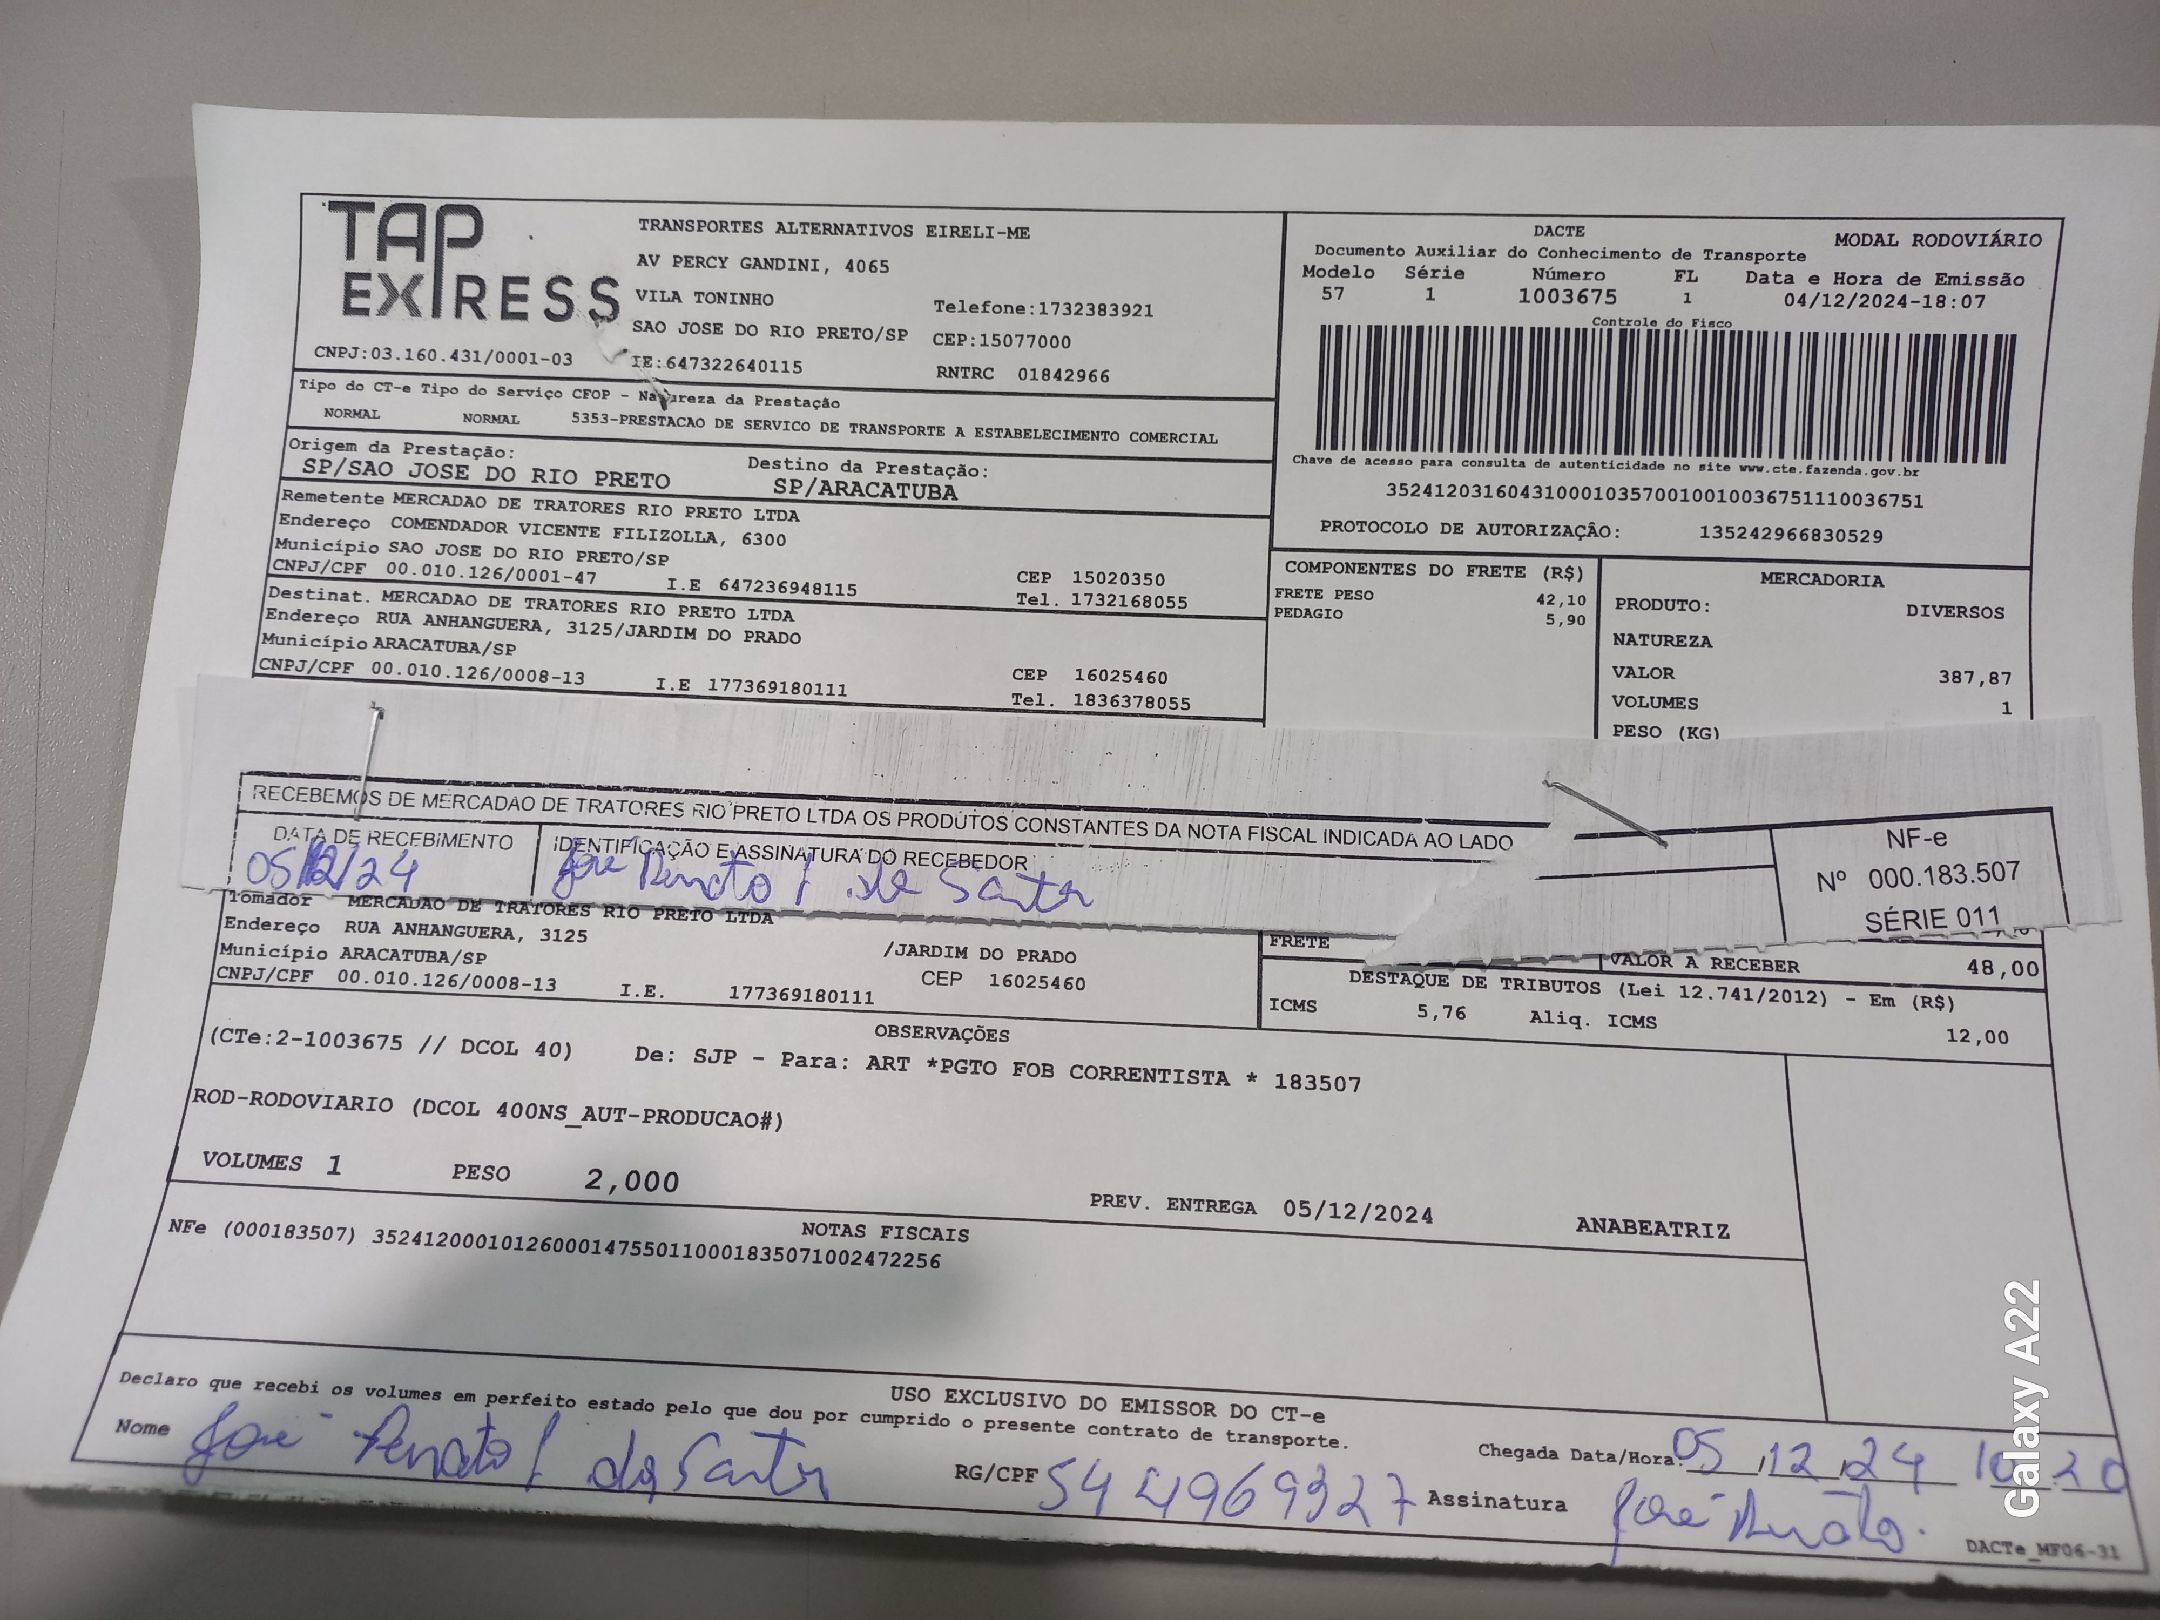 TAP EXPRESS
TRANSPORTES ALTERNATIVOS EIRELI-ME
AV PERCY GANDINI, 4065
VILA TONINHO
Telefone:1732383921
SAO JOSE DO RIO PRETO/SP CEP:15077000
CNPJ:03.160.431/0001-03 IE:647322640115 RNTRC 01842966
DACTE
MODAL RODOVIÁRIO
Documento Auxiliar do Conhecimento de Transporte
Modelo Série Número FL Data e Hora de Emissão
57 1 1003675 1 04/12/2024-18:07
Controle do Fisco
Chave de acesso para consulta de autenticidade no site www.cte.fazenda.gov.br
35241203160431000103570010010036751110036751
PROTOCOLO DE AUTORIZAÇÃO: 135242966830529
Tipo do CT-e Tipo do Serviço CFOP - Natureza da Prestação
NORMAL NORMAL 5353-PRESTACAO DE SERVICO DE TRANSPORTE A ESTABELECIMENTO COMERCIAL
Origem da Prestação: Destino da Prestação:
SP/SAO JOSE DO RIO PRETO SP/ARACATUBA
Remetente MERCADAO DE TRATORES RIO PRETO LTDA
Endereço COMENDADOR VICENTE FILIZOLLA, 6300
Município SAO JOSE DO RIO PRETO/SP CEP 15020350
CNPJ/CPF 00.010.126/0001-47 I.E 647236948115 Tel. 1732168055
Destinat. MERCADAO DE TRATORES RIO PRETO LTDA
Endereço RUA ANHANGUERA, 3125/JARDIM DO PRADO
Município ARACATUBA/SP CEP 16025460
CNPJ/CPF 00.010.126/0008-13 I.E 177369180111 Tel. 1836378055
COMPONENTES DO FRETE (R$)
FRETE PESO 42,10
PEDAGIO 5,90
MERCADORIA
PRODUTO: DIVERSOS
NATUREZA
VALOR 387,87
VOLUMES 1
PESO (KG)
RECEBEMOS DE MERCADAO DE TRATORES RIO PRETO LTDA OS PRODUTOS CONSTANTES DA NOTA FISCAL INDICADA AO LADO
DATA DE RECEBIMENTO IDENTIFICAÇÃO E ASSINATURA DO RECEBEDOR
05/12/24 José Renato de Santos
NF-e
Nº 000.183.507
SÉRIE 011
Tomador MERCADAO DE TRATORES RIO PRETO LTDA
Endereço RUA ANHANGUERA, 3125 /JARDIM DO PRADO
Município ARACATUBA/SP CEP 16025460
CNPJ/CPF 00.010.126/0008-13 I.E. 177369180111
FRETE
VALOR A RECEBER 48,00
DESTAQUE DE TRIBUTOS (Lei 12.741/2012) - Em (R$)
ICMS 5,76 Aliq. ICMS 12,00
OBSERVAÇÕES
(CTe:2-1003675 // DCOL 40) De: SJP - Para: ART *PGTO FOB CORRENTISTA * 183507
ROD-RODOVIARIO (DCOL 400NS_AUT-PRODUCAO#)
VOLUMES 1 PESO 2,000 PREV. ENTREGA 05/12/2024 ANABEATRIZ
NOTAS FISCAIS
NFe (000183507) 35241200010126000147550110001835071002472256
USO EXCLUSIVO DO EMISSOR DO CT-e
Declaro que recebi os volumes em perfeito estado pelo que dou por cumprido o presente contrato de transporte.
Nome José Renato dos Santos RG/CPF 544969327 Chegada Data/Hora: 05/12/24 10 20
Assinatura José Renato.
DACTe_MF06-31
Galaxy A22